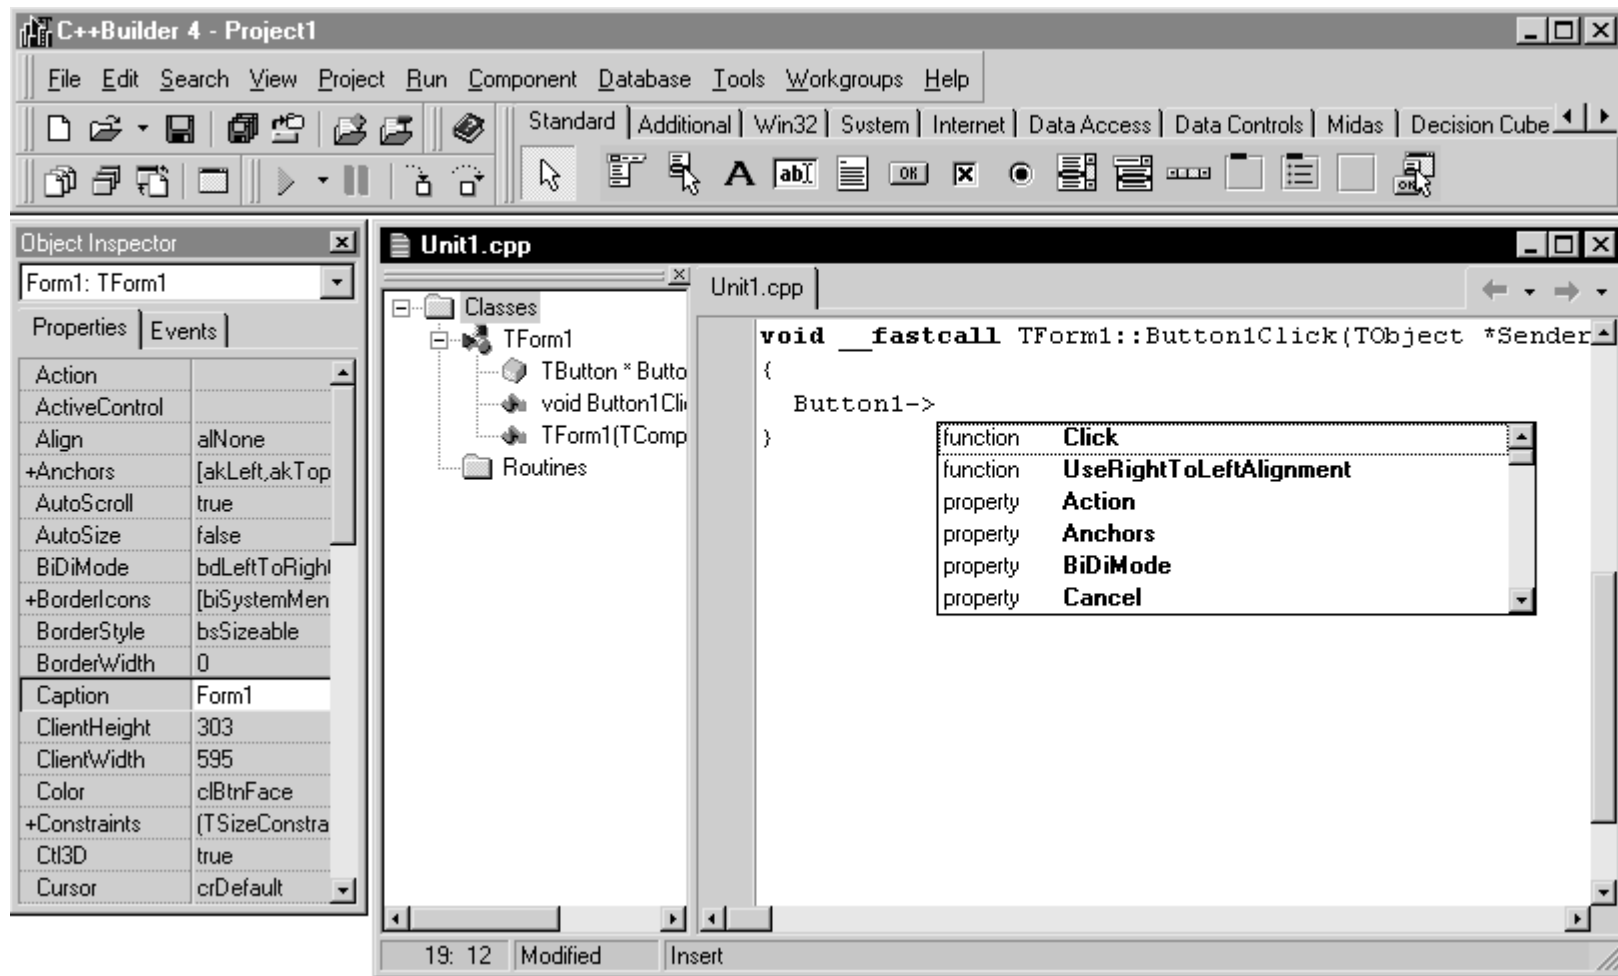 C++Builder 4 - Project1
File Edit Search View Project Run Component Database Tools Workgroups Help
Standard Additional Win32 System Internet Data Access Data Controls Midas Decision Cube
OK
A ab OK
Object Inspector
Form1: TForm1
Properties Events
Action
ActiveControl
Align alNone
+Anchors [akLeft,akTop
AutoScroll true
AutoSize false
BiDiMode bdLeftToRight
+BorderIcons [biSystemMen
BorderStyle bsSizeable
BorderWidth 0
Caption Form1
ClientHeight 303
ClientWidth 595
Color clBtnFace
+Constraints (TSizeConstra
Ctl3D true
Cursor crDefault
Unit1.cpp
Classes
TForm1
TButton * Butto
void Button1Cli
TForm1(TComp
Routines
Unit1.cpp
void __fastcall TForm1::Button1Click(TObject *Sender
{
Button1->
}
function Click
function UseRightToLeftAlignment
property Action
property Anchors
property BiDiMode
property Cancel
19: 12 Modified Insert